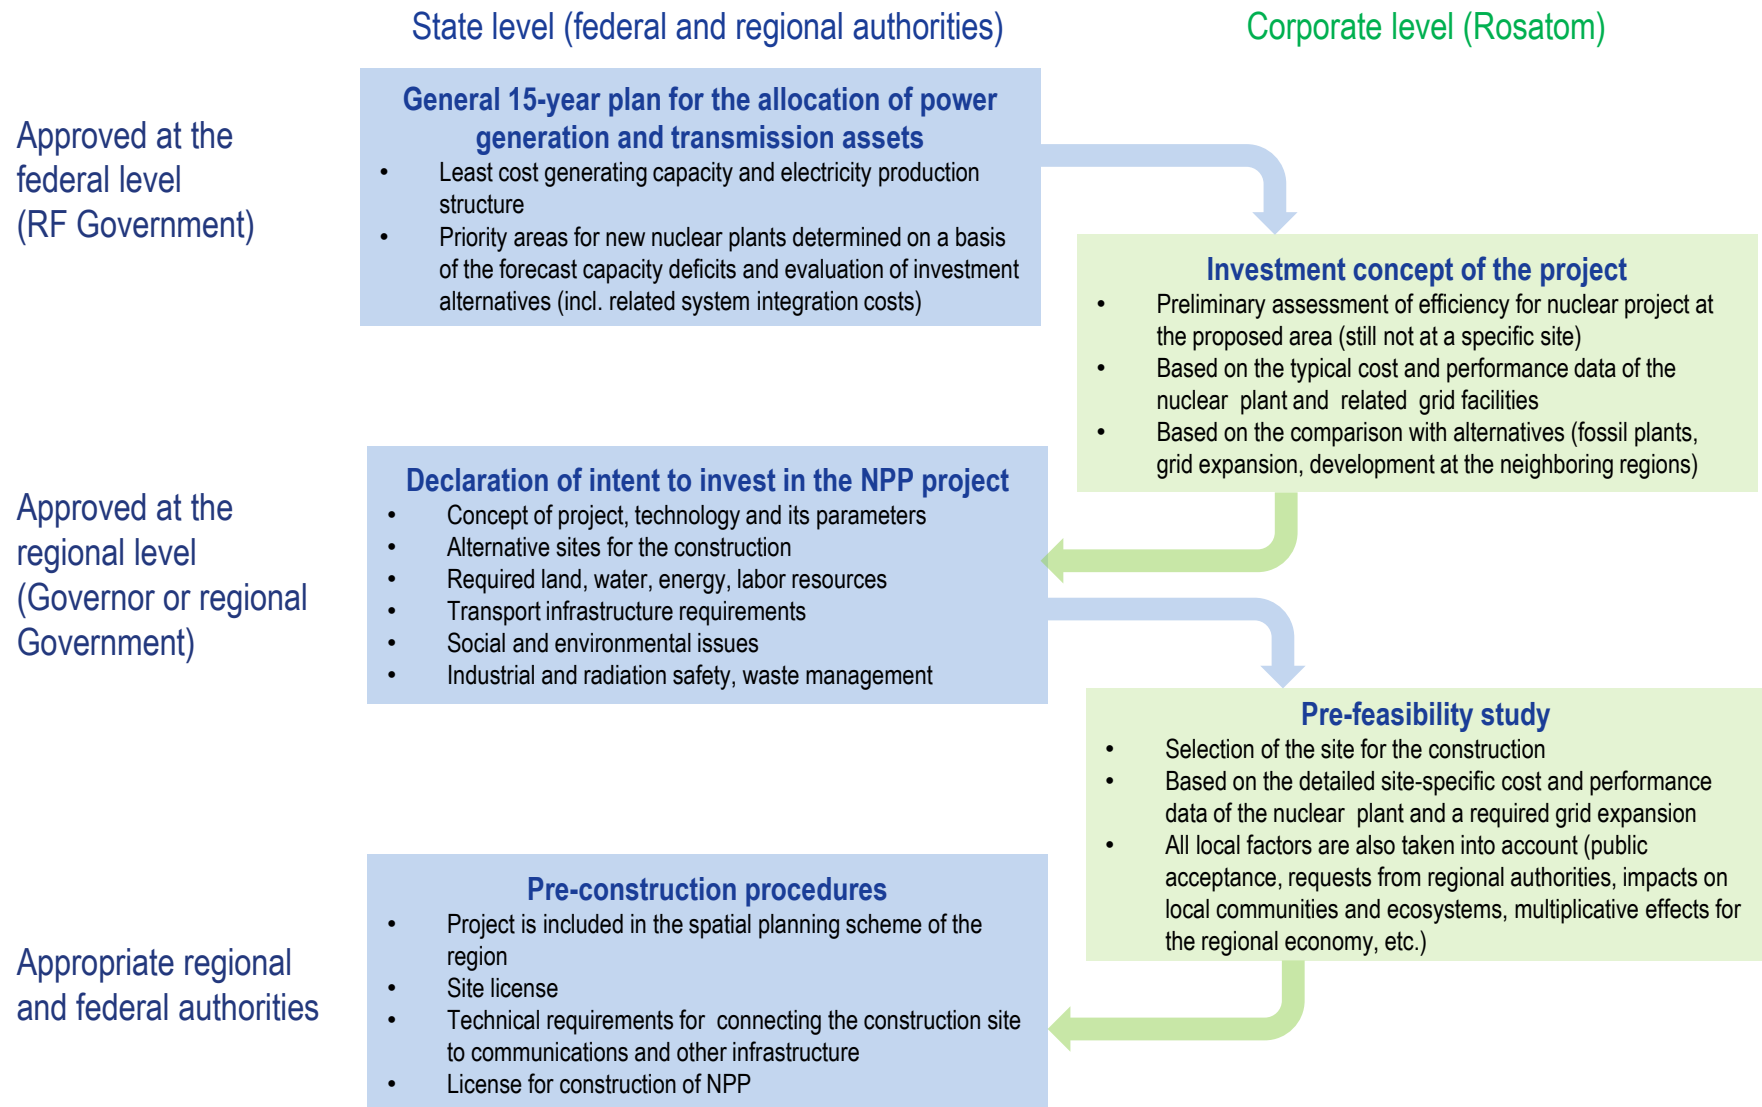 State level (federal and regional authorities)
Corporate level (Rosatom)
Approved at the
federal level
(RF Government)
General 15-year plan for the allocation of power
generation and transmission assets
• Least cost generating capacity and electricity production
structure
• Priority areas for new nuclear plants determined on a basis
of the forecast capacity deficits and evaluation of investment
alternatives (incl. related system integration costs)
Investment concept of the project
• Preliminary assessment of efficiency for nuclear project at
the proposed area (still not at a specific site)
• Based on the typical cost and performance data of the
nuclear plant and related grid facilities
• Based on the comparison with alternatives (fossil plants,
grid expansion, development at the neighboring regions)
Approved at the
regional level
(Governor or regional
Government)
Declaration of intent to invest in the NPP project
• Concept of project, technology and its parameters
• Alternative sites for the construction
• Required land, water, energy, labor resources
• Transport infrastructure requirements
• Social and environmental issues
• Industrial and radiation safety, waste management
Pre-feasibility study
• Selection of the site for the construction
• Based on the detailed site-specific cost and performance
data of the nuclear plant and a required grid expansion
• All local factors are also taken into account (public
acceptance, requests from regional authorities, impacts on
local communities and ecosystems, multiplicative effects for
the regional economy, etc.)
Appropriate regional
and federal authorities
Pre-construction procedures
• Project is included in the spatial planning scheme of the
region
• Site license
• Technical requirements for connecting the construction site
to communications and other infrastructure
• License for construction of NPP